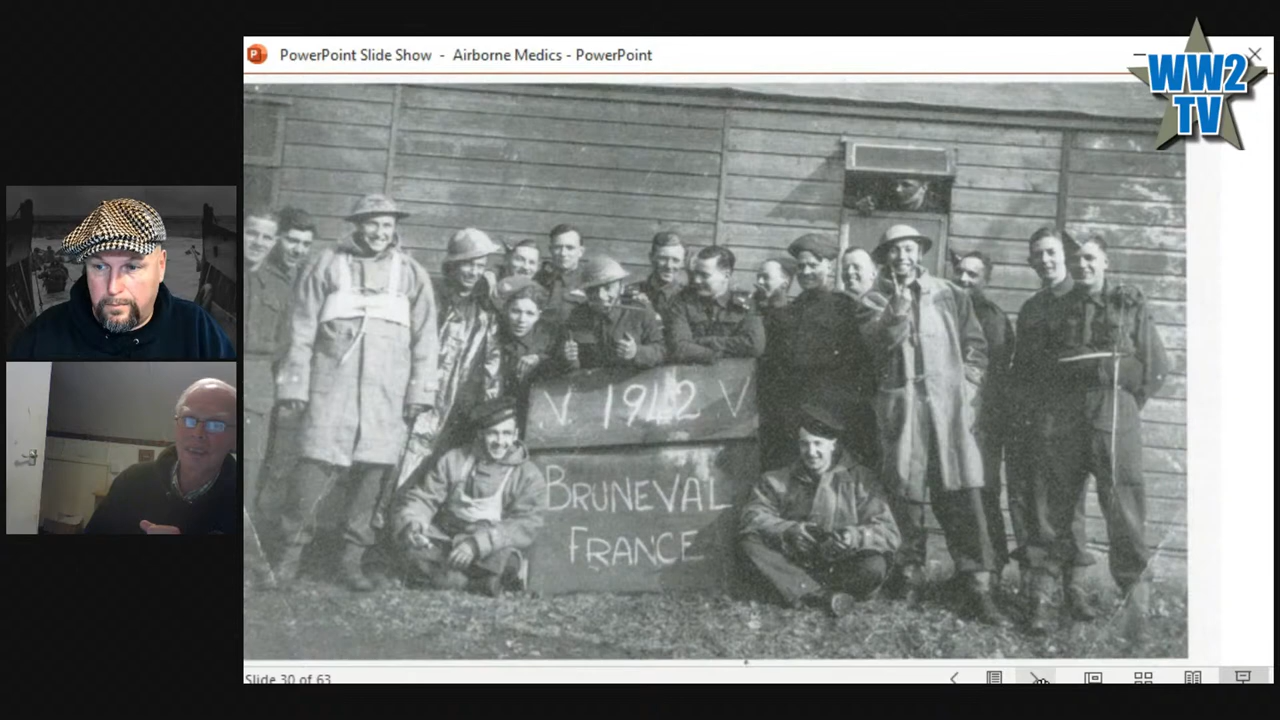 PowerPoint Slide Show - Airborne Medics - PowerPoint
WW2
TV
V 1942 V
BRUNEVAL
FRANCE
Slide 30 of 63